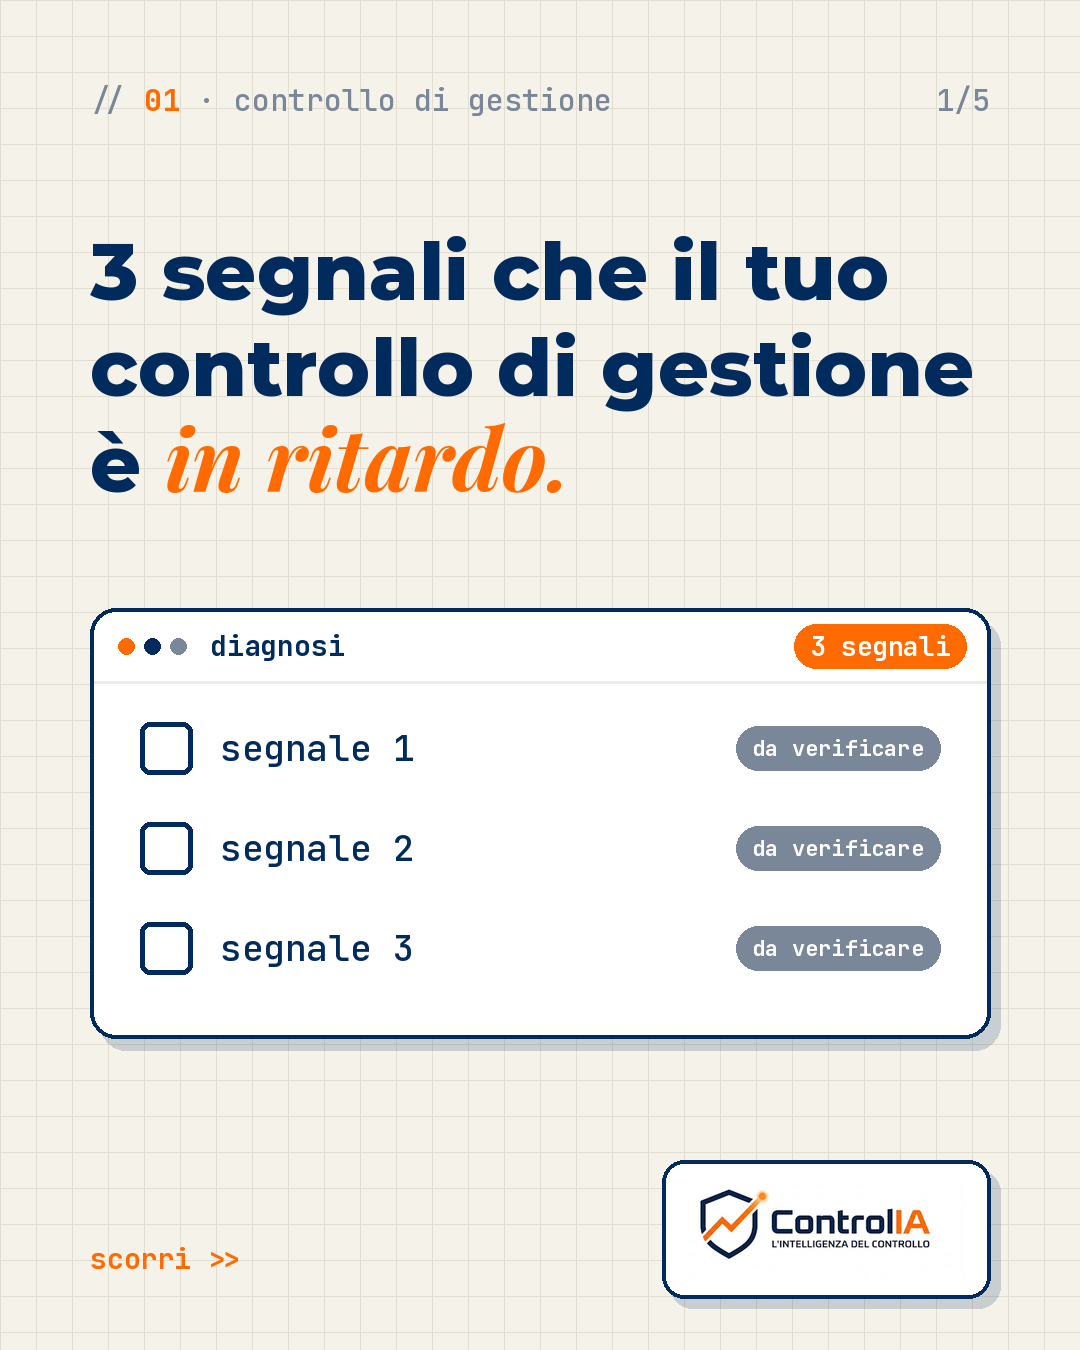 // 01 · controllo di gestione
1/5
3 segnali che il tuo
controllo di gestione
è in ritardo.
diagnosi
3 segnali
segnale 1
da verificare
segnale 2
da verificare
segnale 3
da verificare
scorri >>
ControlIA
L'INTELLIGENZA DEL CONTROLLO